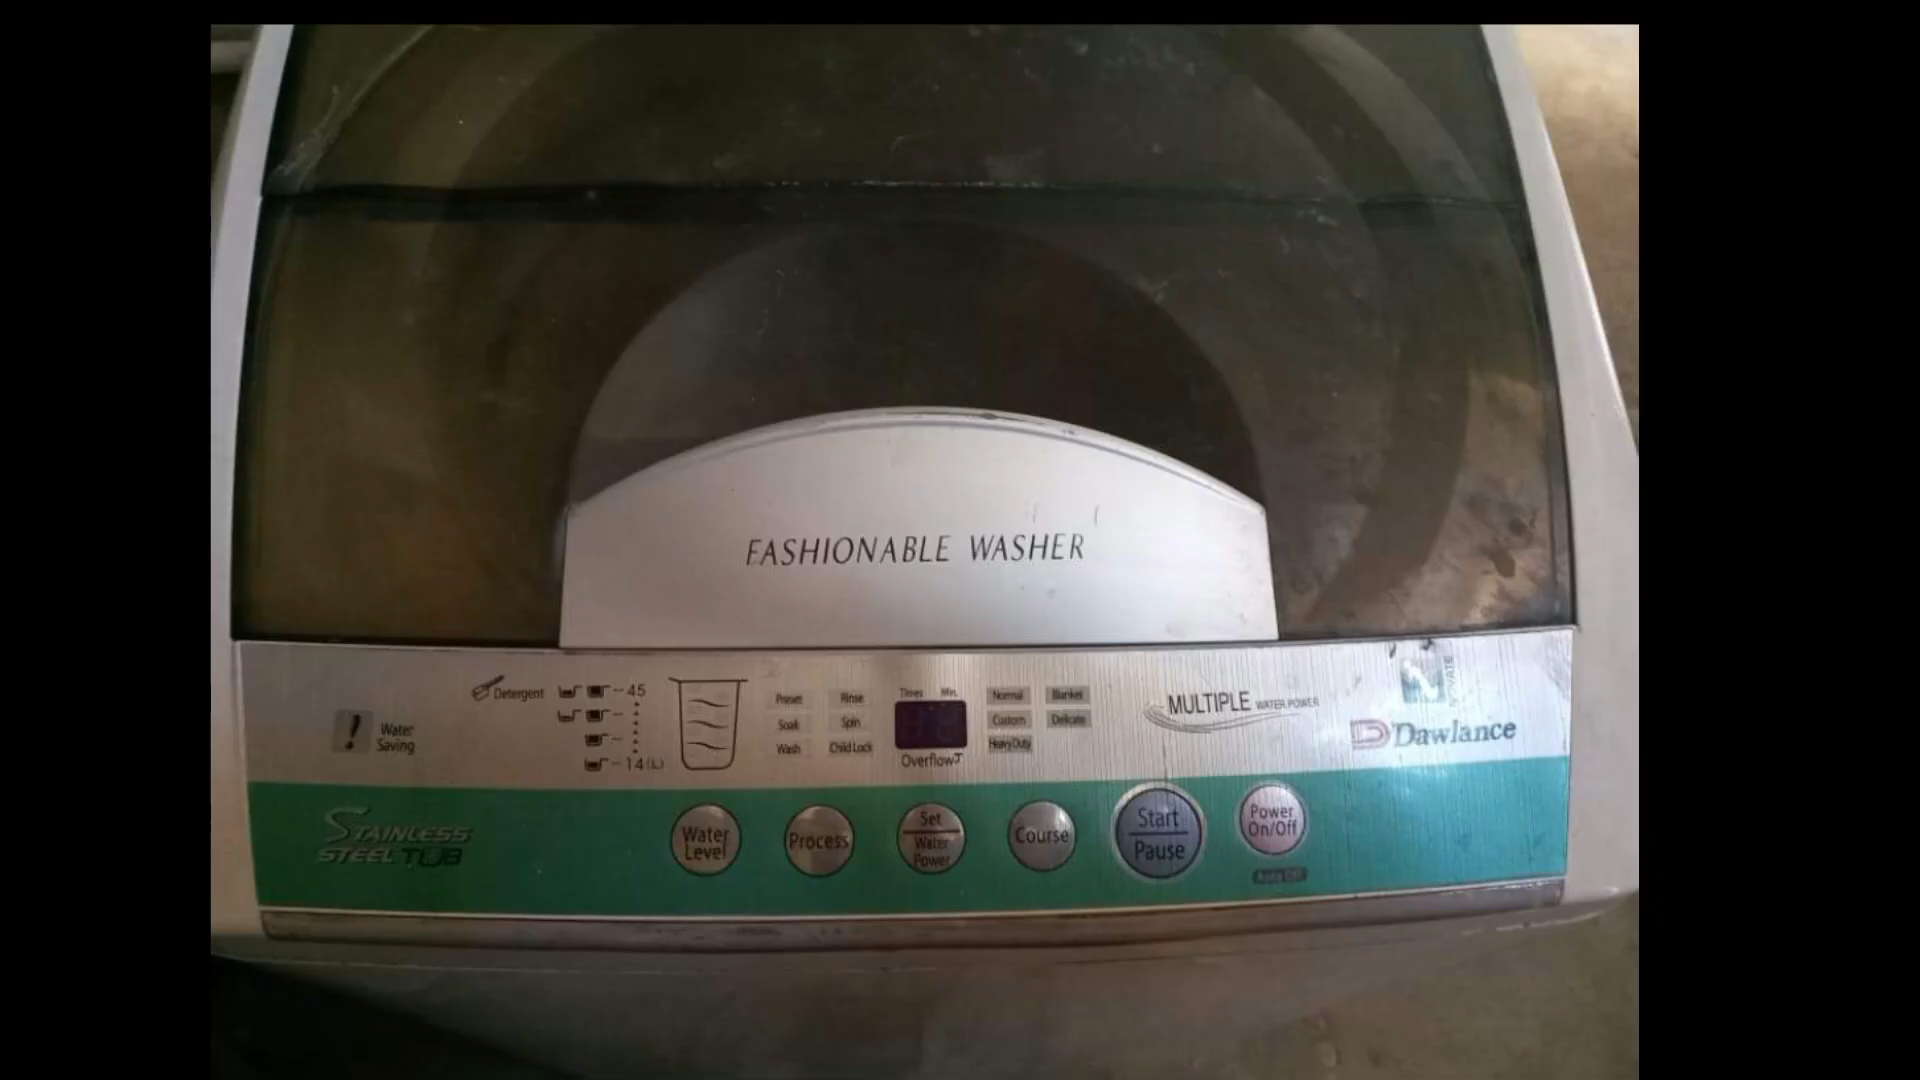 FASHIONABLE WASHER
Detergent
45
14(L)
Water
Saving
Preset
Rinse
Soak
Spin
Wash
Child Lock
Times Min.
Overflow
Normal
Blanket
Custom
Delicate
Heavy Duty
MULTIPLE WATER POWER
Dawlance
STAINLESS
STEEL TUB
Water
Level
Process
Set
Water
Power
Course
Start
Pause
Power
On/Off